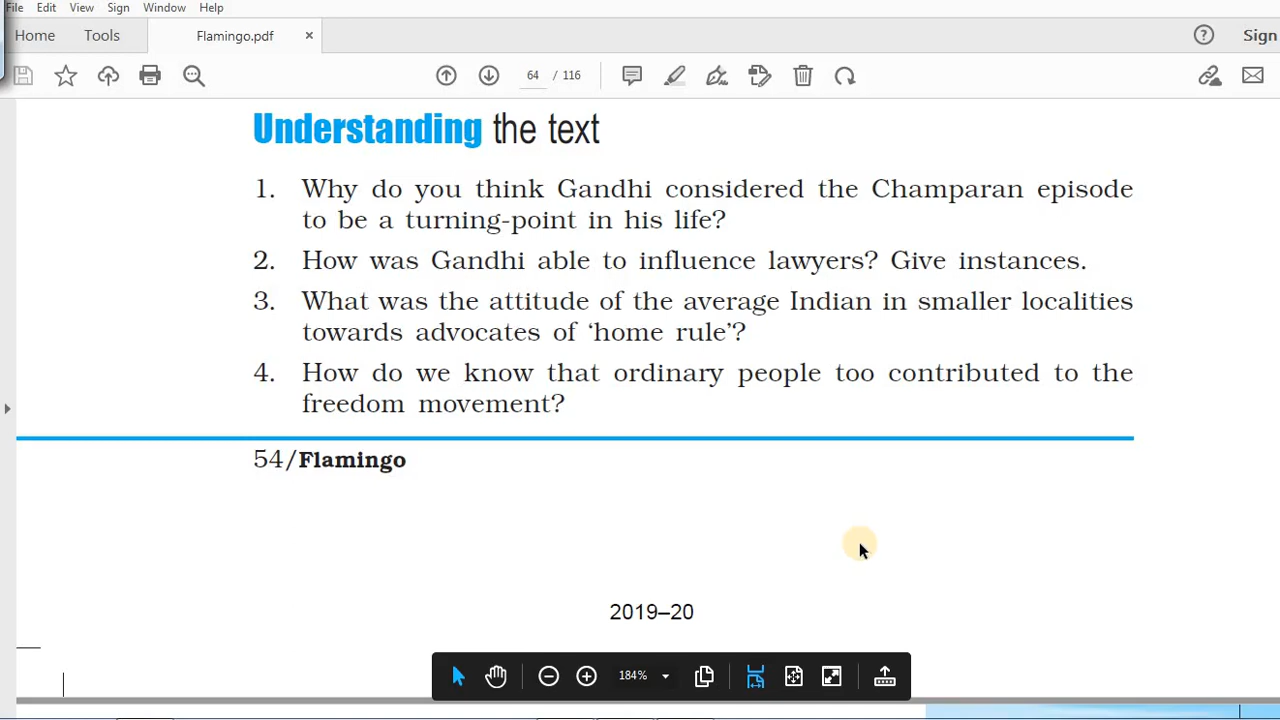 File Edit View Sign Window Help
Home Tools Flamingo.pdf × ? Sign
64 / 116
Understanding the text
1. Why do you think Gandhi considered the Champaran episode
to be a turning-point in his life?
2. How was Gandhi able to influence lawyers? Give instances.
3. What was the attitude of the average Indian in smaller localities
towards advocates of ‘home rule’?
4. How do we know that ordinary people too contributed to the
freedom movement?
54/Flamingo
2019–20
184%